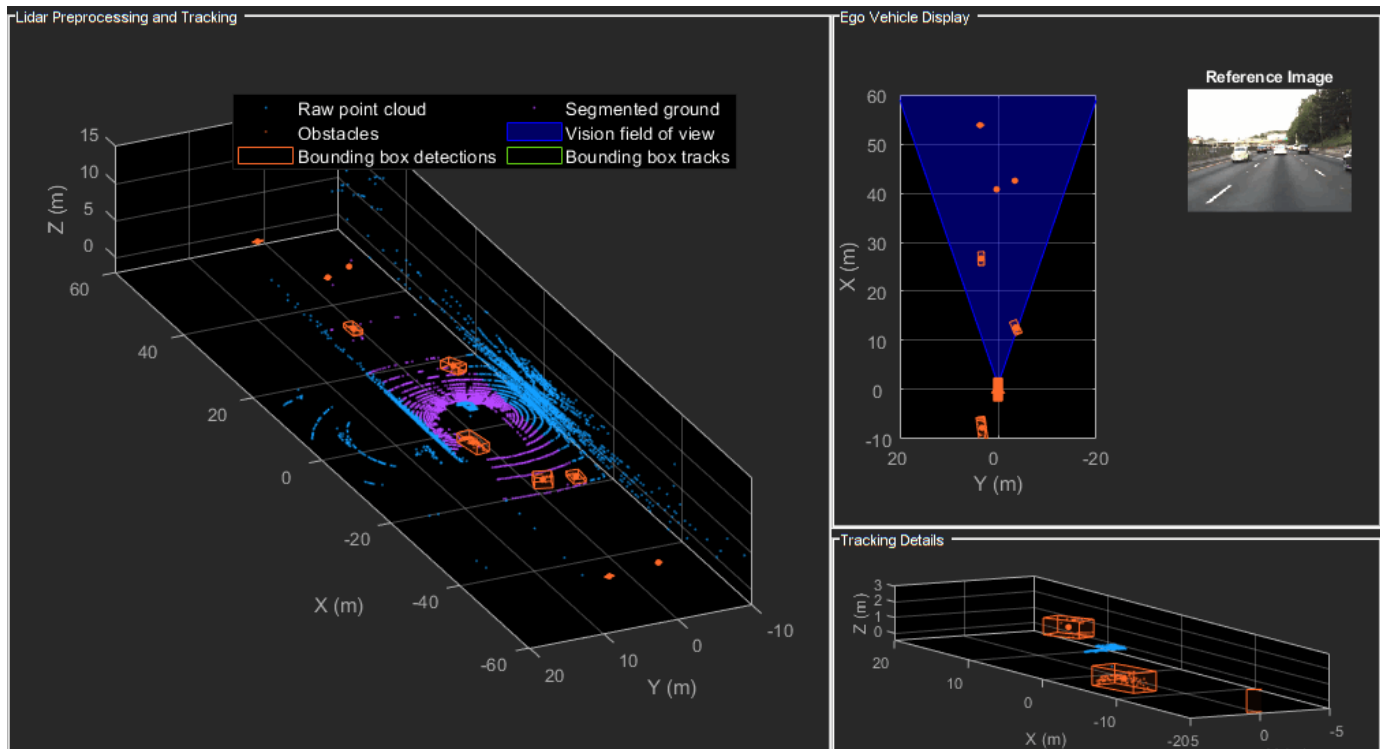 Lidar Preprocessing and Tracking
Raw point cloud
Segmented ground
Obstacles
Vision field of view
Bounding box detections
Bounding box tracks
15
10
5
0
Z (m)
60
40
20
0
-20
-40
-60
X (m)
20
10
0
-10
Y (m)
Ego Vehicle Display
60
50
40
30
20
10
0
-10
X (m)
20
0
-20
Y (m)
Reference Image
Tracking Details
3
2
1
0
Z (m)
20
10
0
-10
-205
0
-5
X (m)